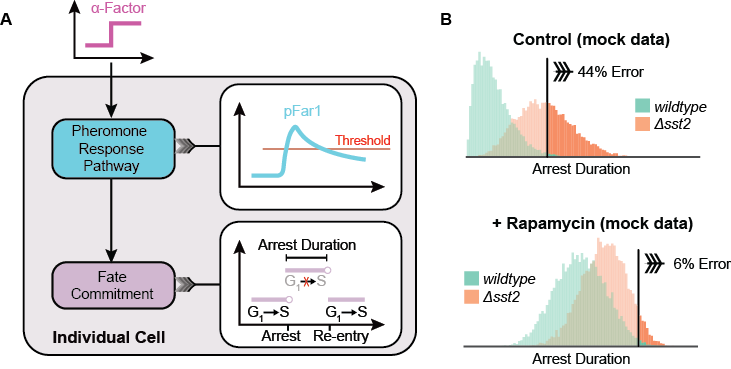 A
α-Factor
Pheromone
Response
Pathway
pFar1
Threshold
Fate
Commitment
Arrest Duration
G1→S
G1→S
G1→S
Arrest
Re-entry
Individual Cell
B
Control (mock data)
44% Error
wildtype
Δsst2
Arrest Duration
+ Rapamycin (mock data)
wildtype
Δsst2
6% Error
Arrest Duration